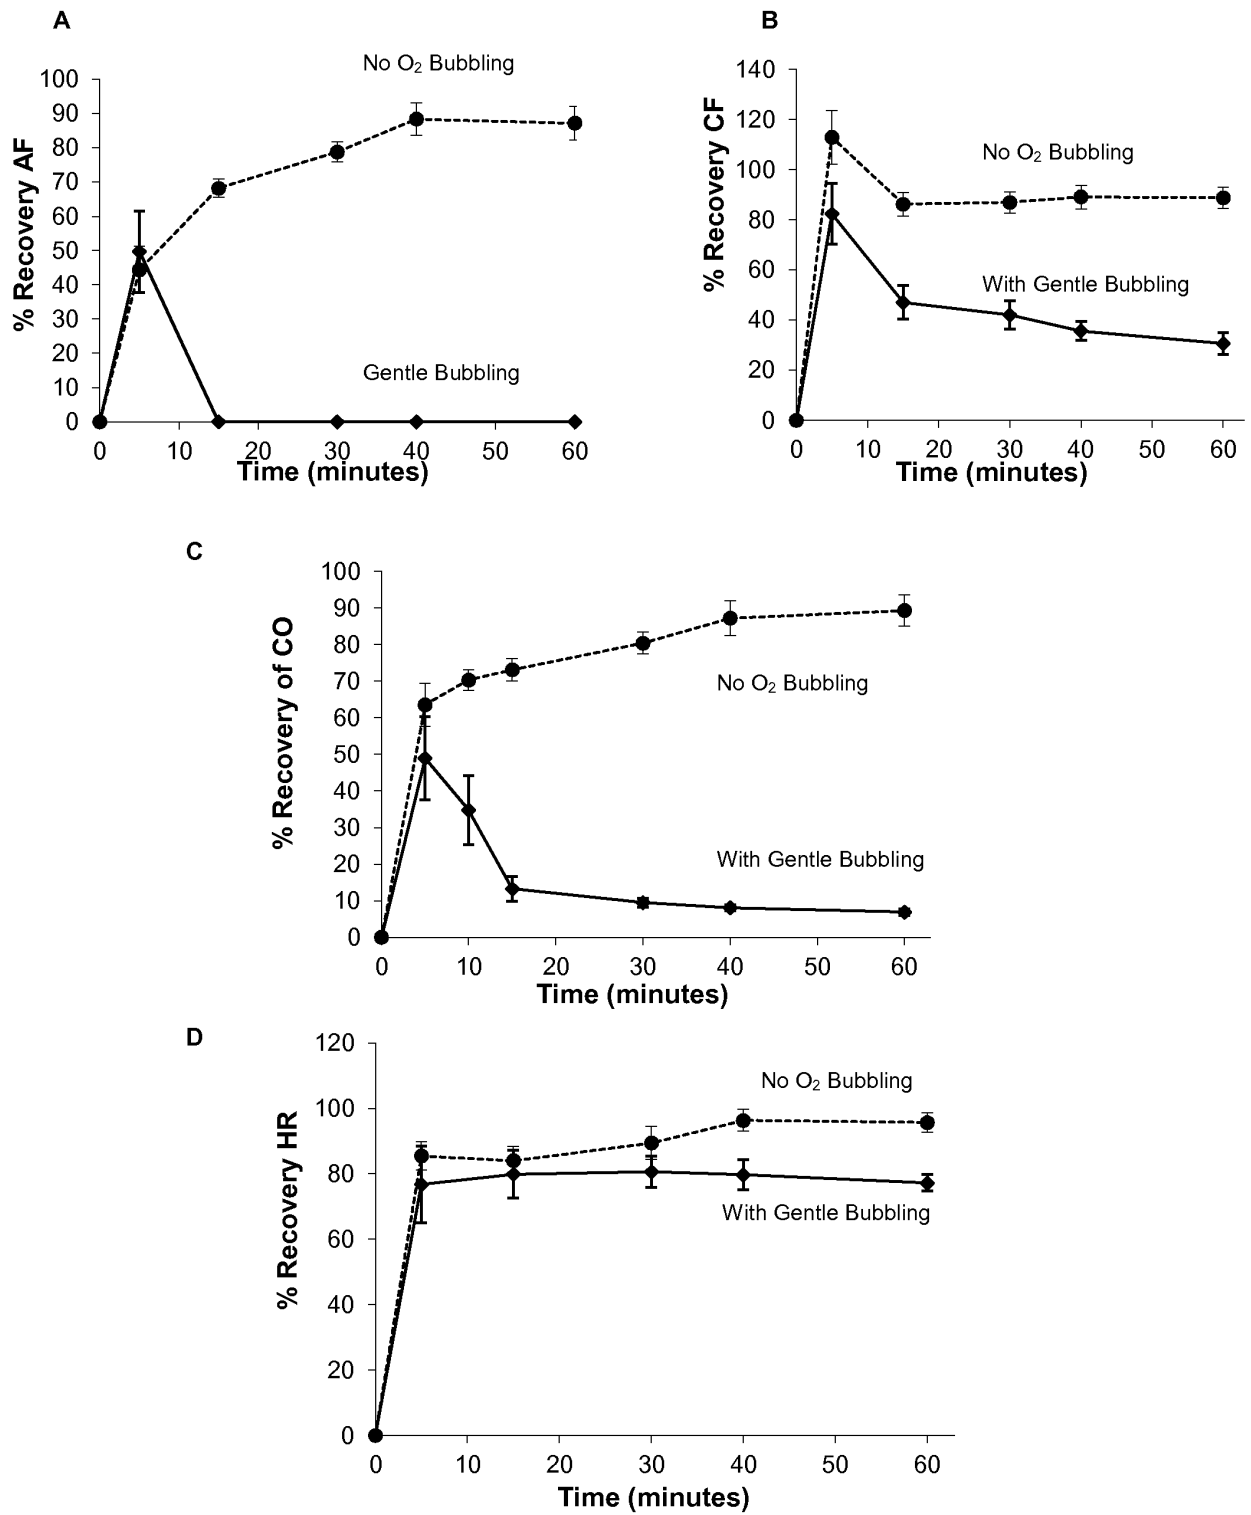 A
No O₂ Bubbling
% Recovery AF
100
90
80
70
60
50
40
30
20
10
0
Gentle Bubbling
0 10 20 30 40 50 60
Time (minutes)
B
No O₂ Bubbling
% Recovery CF
140
120
100
80
60
40
20
0
With Gentle Bubbling
0 10 20 30 40 50 60
Time (minutes)
C
% Recovery of CO
100
90
80
70
60
50
40
30
20
10
0
No O₂ Bubbling
With Gentle Bubbling
0 10 20 30 40 50 60
Time (minutes)
D
% Recovery HR
120
100
80
60
40
20
0
No O₂ Bubbling
With Gentle Bubbling
0 10 20 30 40 50 60
Time (minutes)